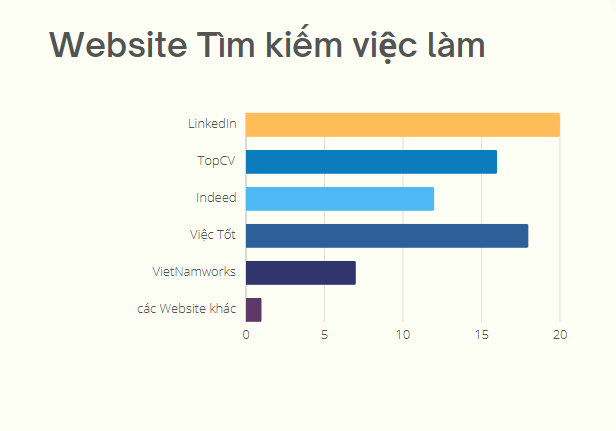 Website Tìm kiếm việc làm
LinkedIn
TopCV
Indeed
Việc Tốt
VietNamworks
các Website khác
0 5 10 15 20